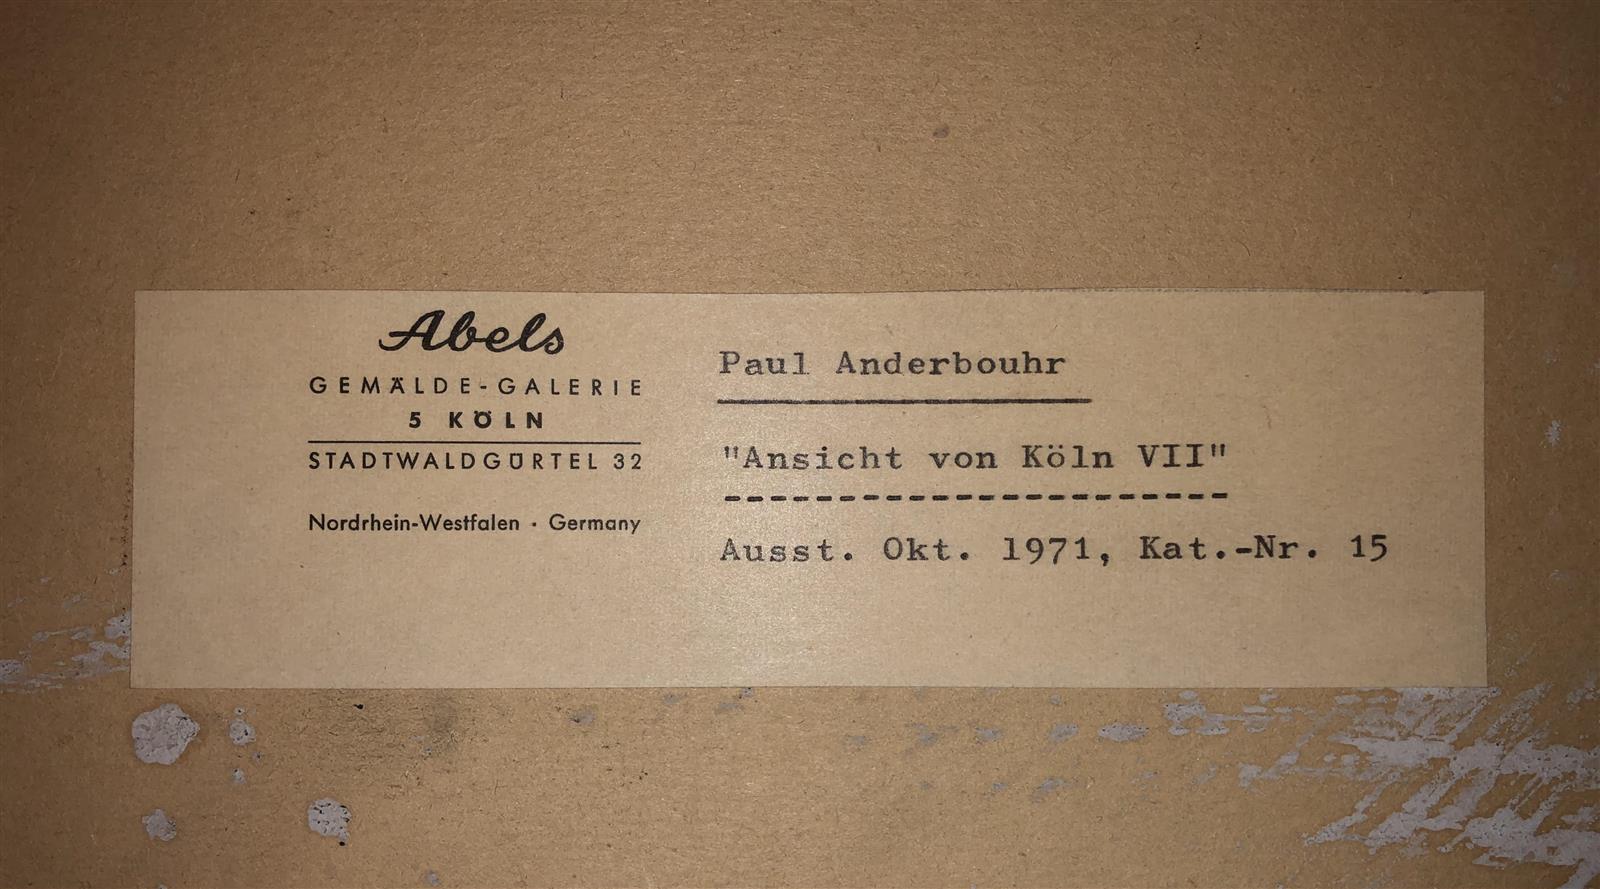 Abels
GEMÄLDE-GALERIE
5 KÖLN
STADTWALDGÜRTEL 32
Nordrhein-Westfalen · Germany
Paul Anderbouhr
"Ansicht von Köln VII"
Ausst. Okt. 1971, Kat.-Nr. 15